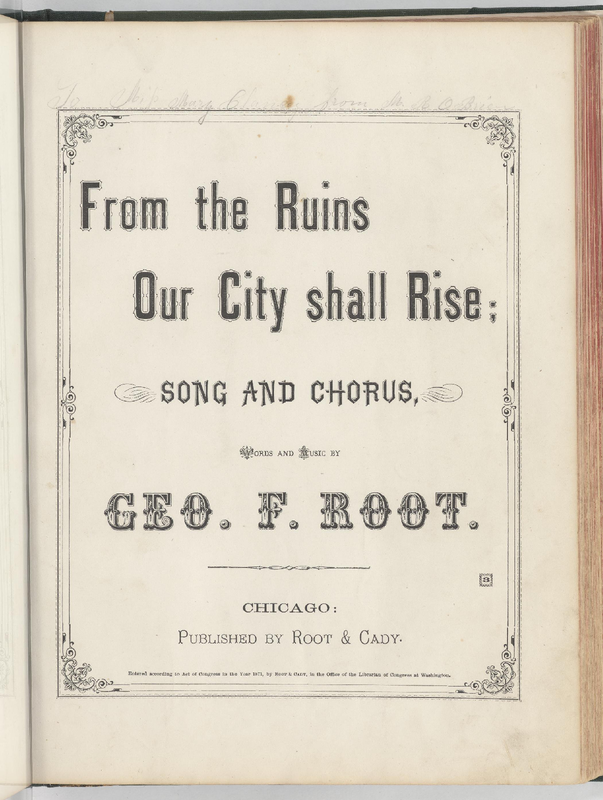 from
From the Ruins
Our City shall Rise;
SONG AND CHORUS,
WORDS AND MUSIC BY
GEO. F. ROOT.
3
CHICAGO:
PUBLISHED BY ROOT & CADY.
Entered according to Act of Congress in the Year 1871, by ROOT & CADY, in the Office of the Librarian of Congress at Washington.